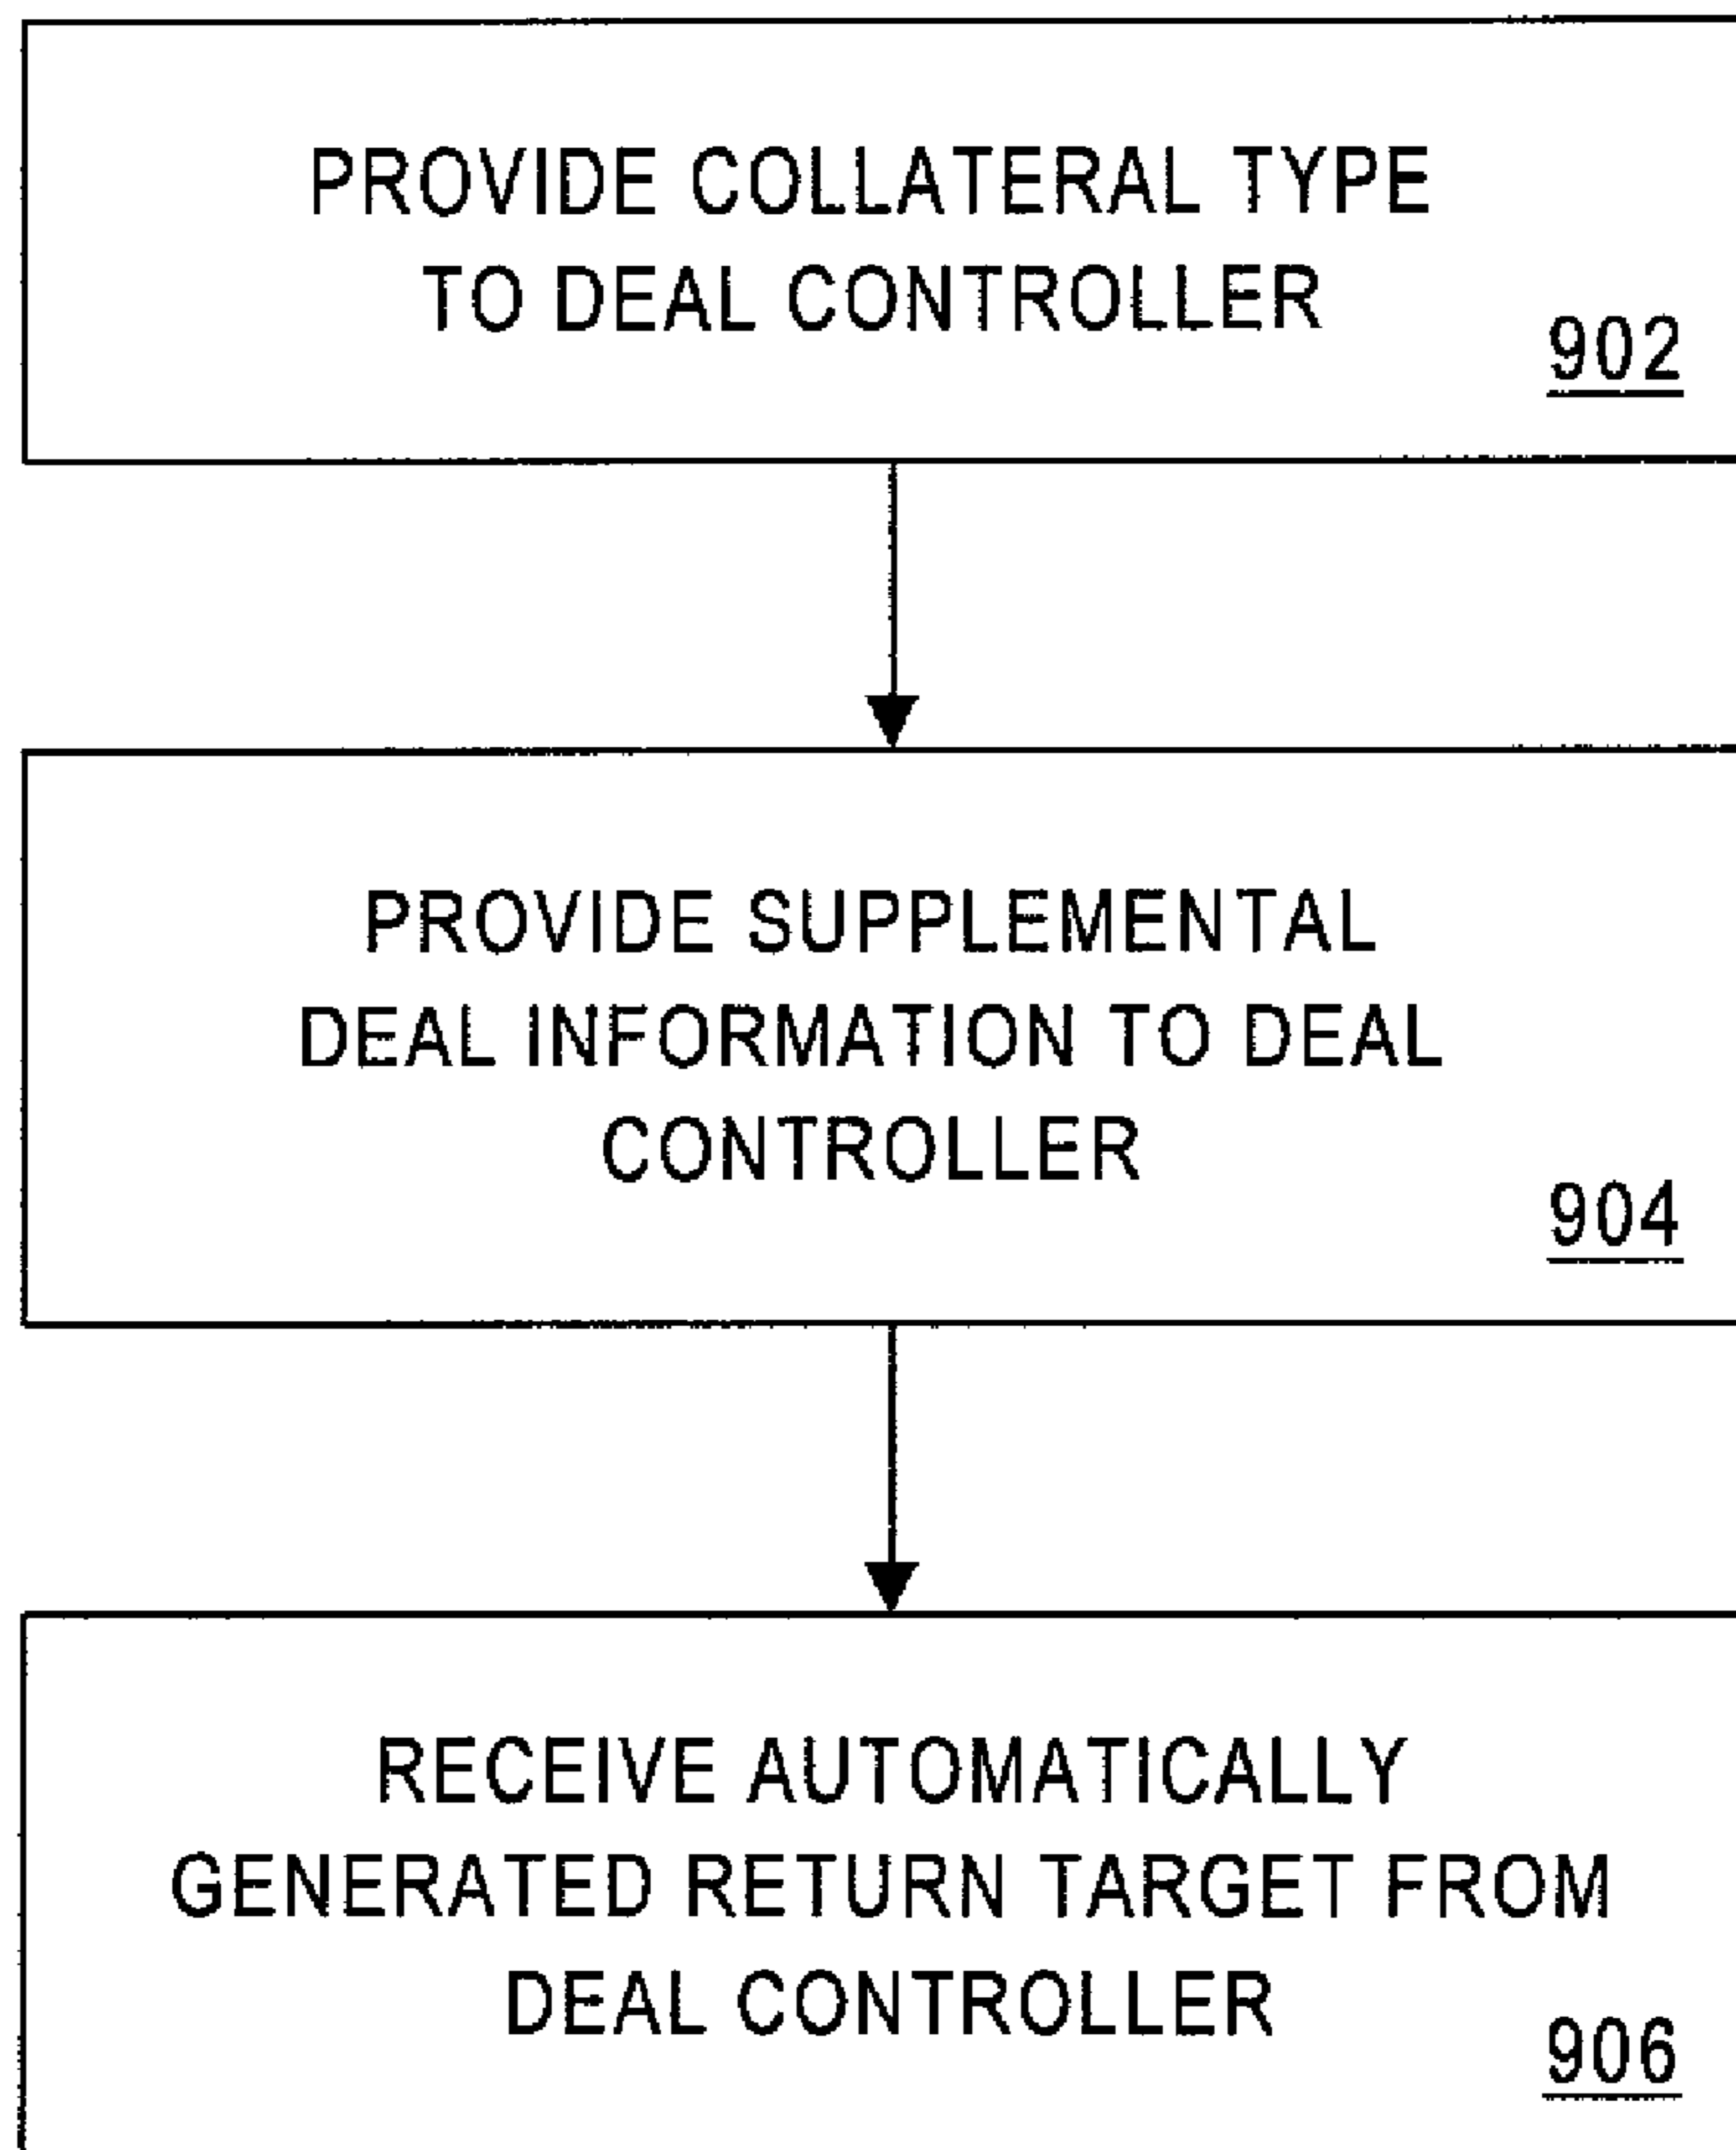 PROVIDE COLLATERAL TYPE
TO DEAL CONTROLLER
902
PROVIDE SUPPLEMENTAL
DEAL INFORMATION TO DEAL
CONTROLLER
904
RECEIVE AUTOMATICALLY
GENERATED RETURN TARGET FROM
DEAL CONTROLLER
906